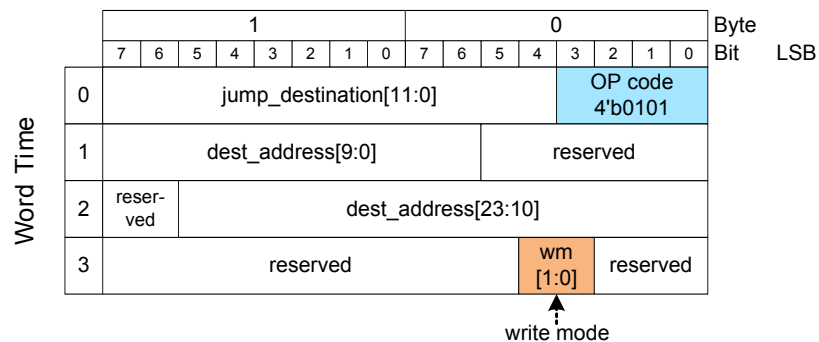 1 0 Byte
7 6 5 4 3 2 1 0 7 6 5 4 3 2 1 0 Bit LSB
Word Time
0 jump_destination[11:0] OP code
4'b0101
1 dest_address[9:0] reserved
2 reser-
ved dest_address[23:10]
3 reserved wm
[1:0] reserved
write mode